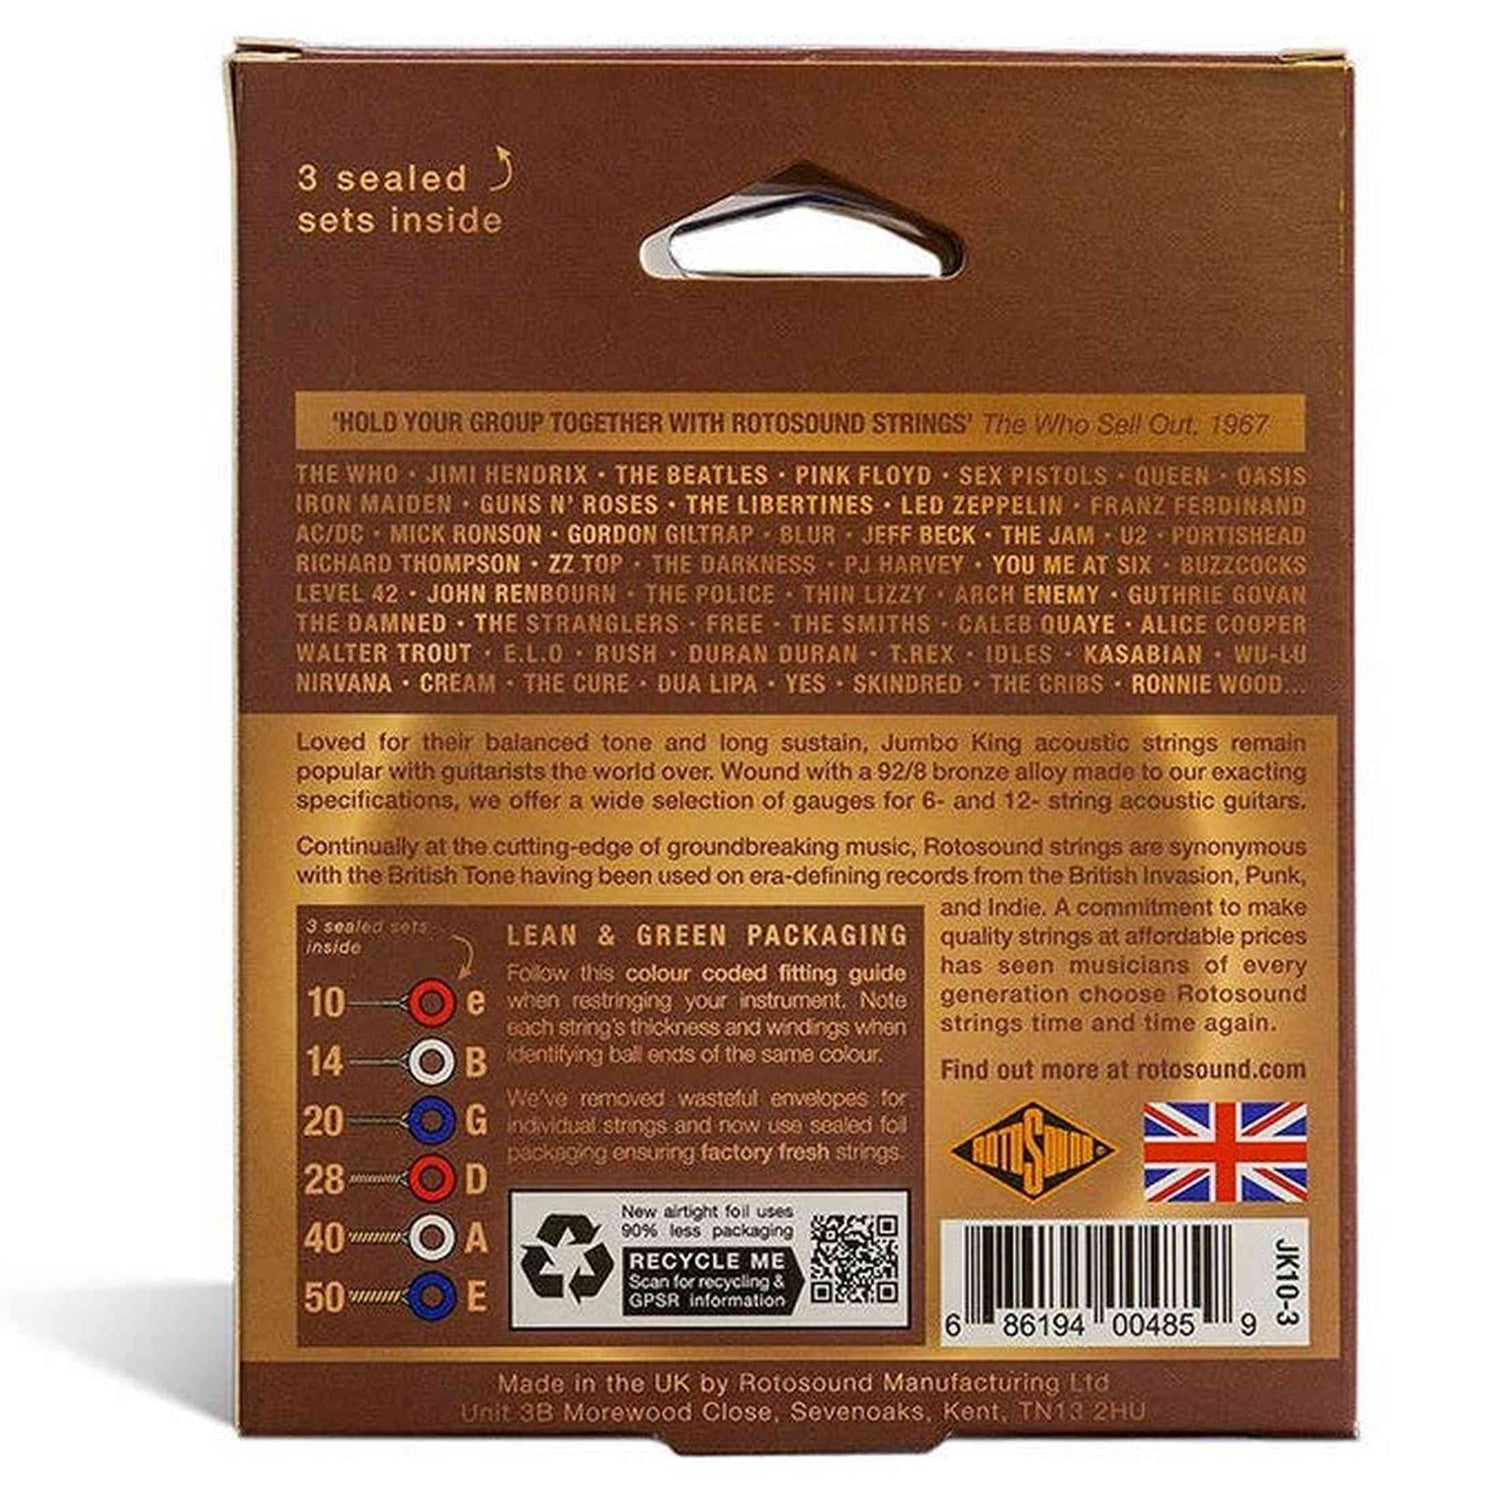 3 sealed
sets inside
'HOLD YOUR GROUP TOGETHER WITH ROTOSOUND STRINGS' The Who Sell Out, 1967
THE WHO • JIMI HENDRIX • THE BEATLES • PINK FLOYD • SEX PISTOLS • QUEEN • OASIS
IRON MAIDEN • GUNS N' ROSES • THE LIBERTINES • LED ZEPPELIN • FRANZ FERDINAND
AC/DC • MICK RONSON • GORDON GILTRAP • BLUR • JEFF BECK • THE JAM • U2 • PORTISHEAD
RICHARD THOMPSON • ZZ TOP • THE DARKNESS • PJ HARVEY • YOU ME AT SIX • BUZZCOCKS
LEVEL 42 • JOHN RENBOURN • THE POLICE • THIN LIZZY • ARCH ENEMY • GUTHRIE GOVAN
THE DAMNED • THE STRANGLERS • FREE • THE SMITHS • CALEB QUAYE • ALICE COOPER
WALTER TROUT • E.L.O • RUSH • DURAN DURAN • T.REX • IDLES • KASABIAN • WU-LU
NIRVANA • CREAM • THE CURE • DUA LIPA • YES • SKINDRED • THE CRIBS • RONNIE WOOD...
Loved for their balanced tone and long sustain, Jumbo King acoustic strings remain
popular with guitarists the world over. Wound with a 92/8 bronze alloy made to our exacting
specifications, we offer a wide selection of gauges for 6- and 12- string acoustic guitars.
Continually at the cutting-edge of groundbreaking music, Rotosound strings are synonymous
with the British Tone having been used on era-defining records from the British Invasion, Punk,
and Indie. A commitment to make
quality strings at affordable prices
has seen musicians of every
generation choose Rotosound
strings time and time again.
Find out more at rotosound.com
3 sealed sets
inside
10 e
14 B
20 G
28 D
40 A
50 E
LEAN & GREEN PACKAGING
Follow this colour coded fitting guide
when restringing your instrument. Note
each string's thickness and windings when
identifying ball ends of the same colour.
We've removed wasteful envelopes for
individual strings and now use sealed foil
packaging ensuring factory fresh strings.
New airtight foil uses
90% less packaging
RECYCLE ME
Scan for recycling &
GPSR information
ROTOSOUND
6 86194 00485 9
JK10-3
Made in the UK by Rotosound Manufacturing Ltd
Unit 3B Morewood Close, Sevenoaks, Kent, TN13 2HU